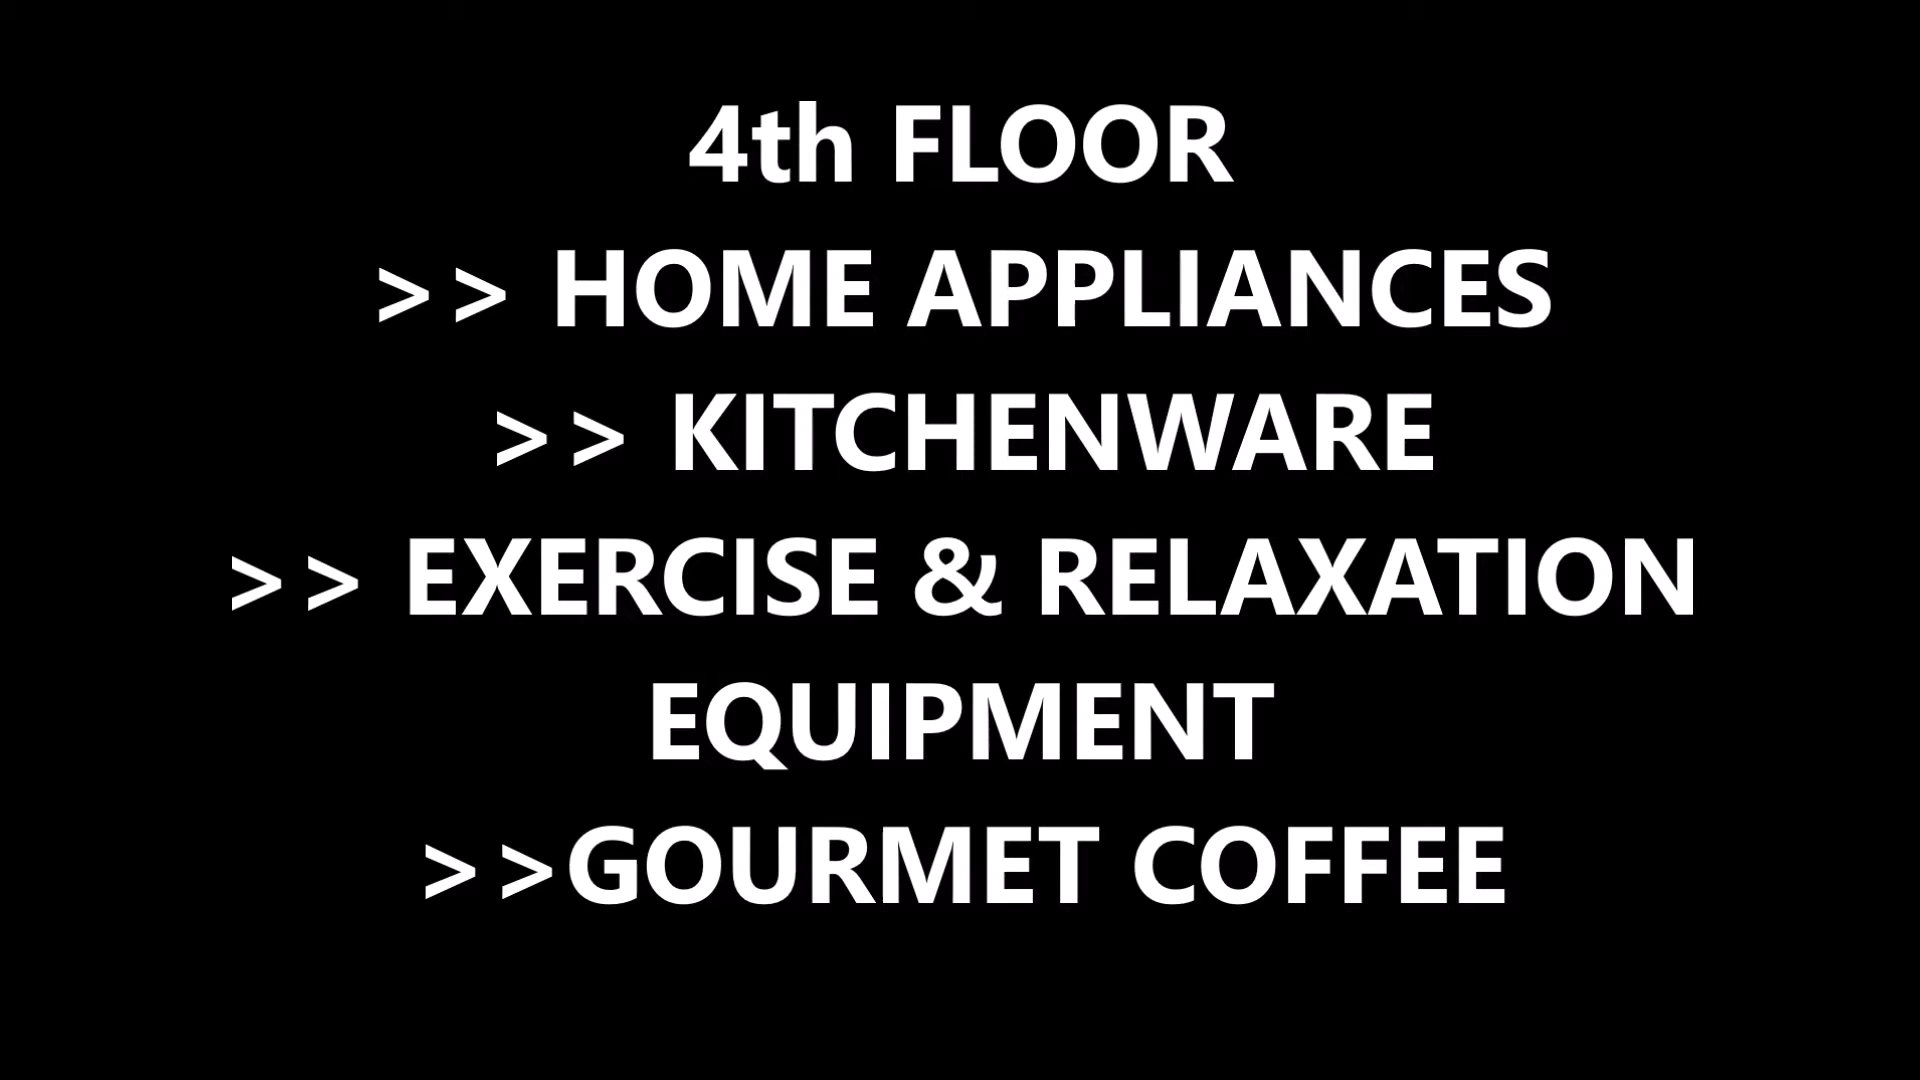 4th FLOOR
>> HOME APPLIANCES
>> KITCHENWARE
>> EXERCISE & RELAXATION
EQUIPMENT
>>GOURMET COFFEE